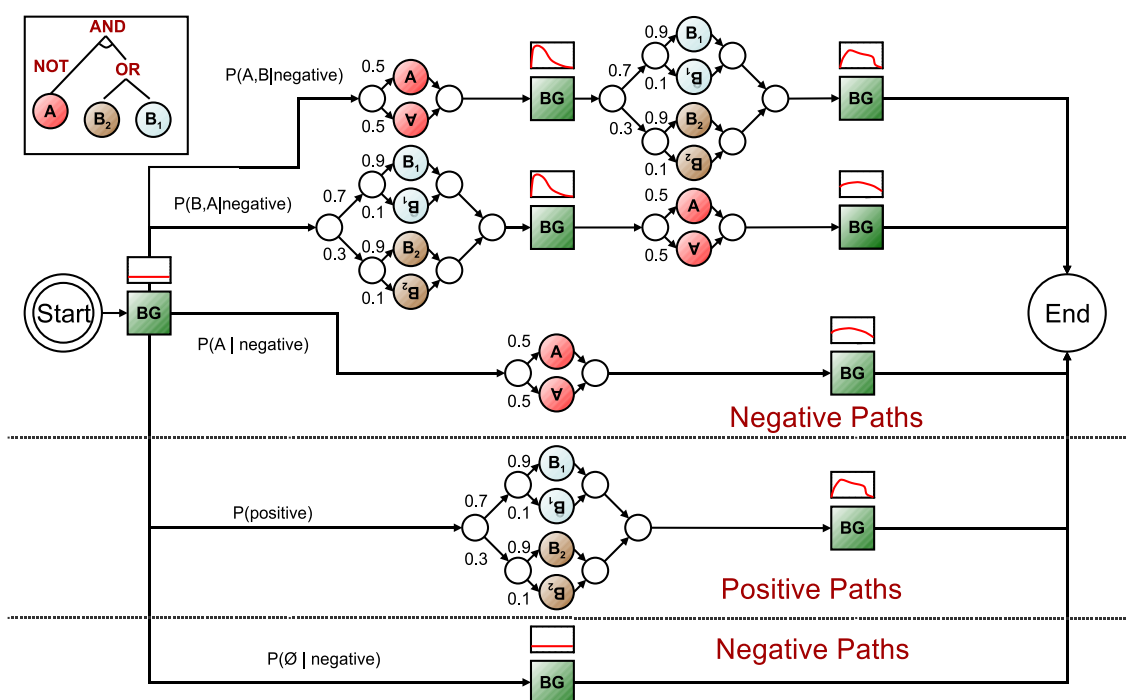 AND
NOT
OR
A
B2
B1
P(A,B|negative)
0.5
A
0.5
A
BG
0.7
0.9
B1
0.1
B1
0.3
0.9
B2
0.1
B2
BG
P(B,A|negative)
0.7
0.9
B1
0.1
B1
0.3
0.9
B2
0.1
B2
BG
0.5
A
0.5
A
BG
Start
BG
End
P(A | negative)
0.5
A
0.5
A
BG
Negative Paths
P(positive)
0.7
0.9
B1
0.1
B1
0.3
0.9
B2
0.1
B2
BG
Positive Paths
Negative Paths
P(Ø | negative)
BG